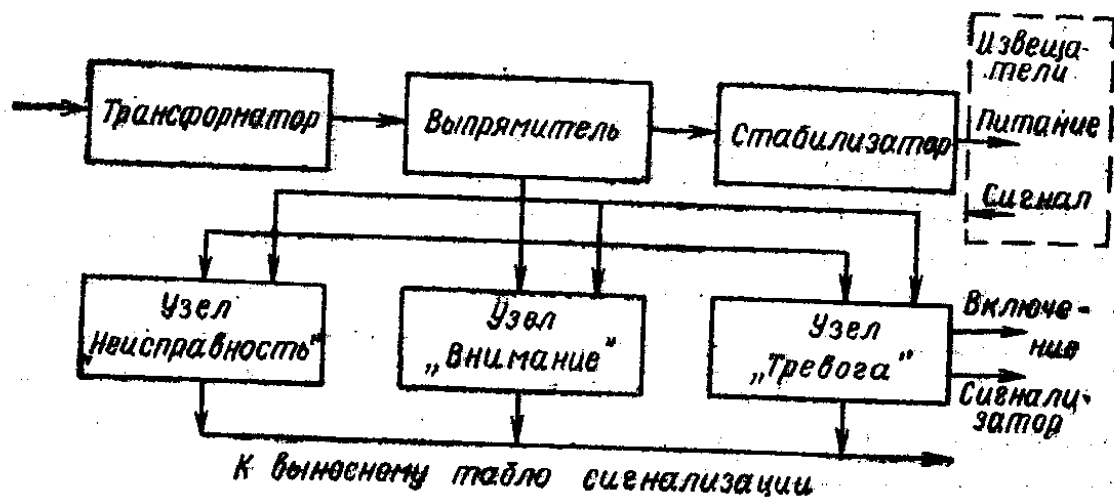 Извеща-
тели
Трансформатор
Выпрямитель
Стабилизатор
Питание
Сигнал
Узел
„Неисправность"
Узел
„Внимание"
Узел
„Тревога"
Включе-
ние
Сигнали-
затор
К выносному табло сигнализации